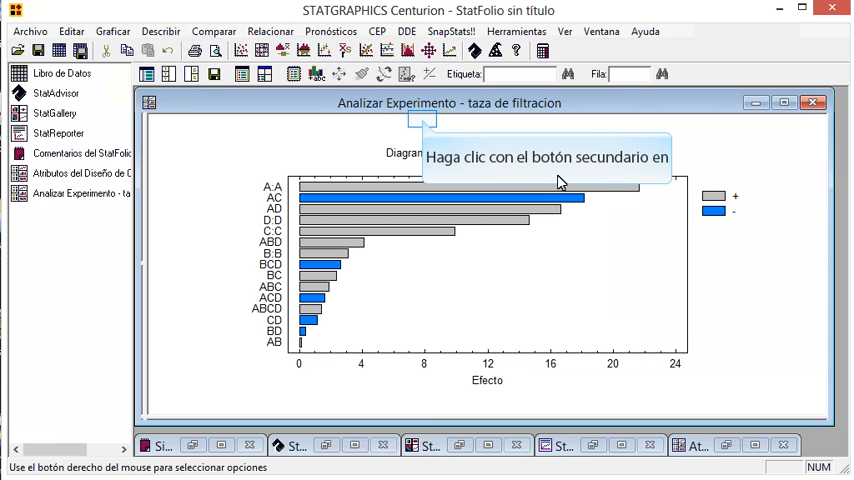 STATGRAPHICS Centurion - StatFolio sin título
Archivo Editar Graficar Describir Comparar Relacionar Pronósticos CEP DDE SnapStats!! Herramientas Ver Ventana Ayuda
Etiqueta: Fila:
Libro de Datos
StatAdvisor
StatGallery
StatReporter
Comentarios del StatFolio
Atributos del Diseño de
Analizar Experimento - ta
Analizar Experimento - taza de filtracion
Diagram
Haga clic con el botón secundario en
A:A
AC
AD
D:D
C:C
ABD
B:B
BCD
BC
ABC
ACD
ABCD
CD
BD
AB
0 4 8 12 16 20 24
Efecto
+
-
Si... St... St... St... At...
Use el botón derecho del mouse para seleccionar opciones
NUM